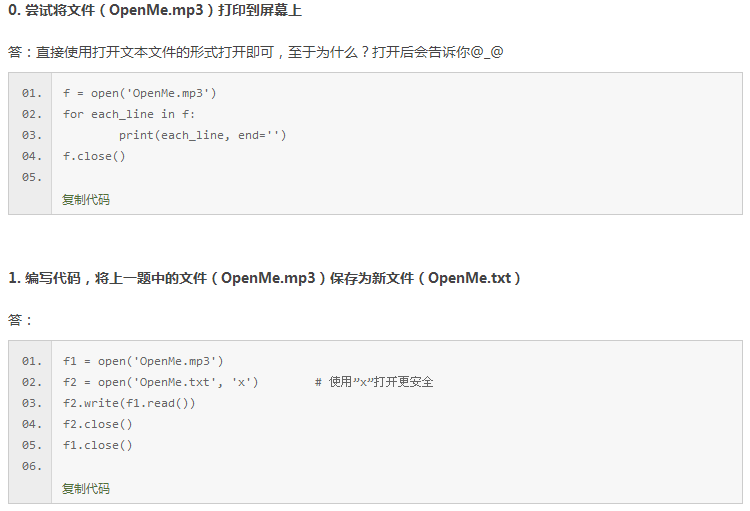 0. 尝试将文件（OpenMe.mp3）打印到屏幕上
答：直接使用打开文本文件的形式打开即可，至于为什么？打开后会告诉你@_@
01. f = open('OpenMe.mp3')
02. for each_line in f:
03.         print(each_line, end='')
04. f.close()
05.
复制代码
1. 编写代码，将上一题中的文件（OpenMe.mp3）保存为新文件（OpenMe.txt）
答：
01. f1 = open('OpenMe.mp3')
02. f2 = open('OpenMe.txt', 'x')        # 使用”x”打开更安全
03. f2.write(f1.read())
04. f2.close()
05. f1.close()
06.
复制代码